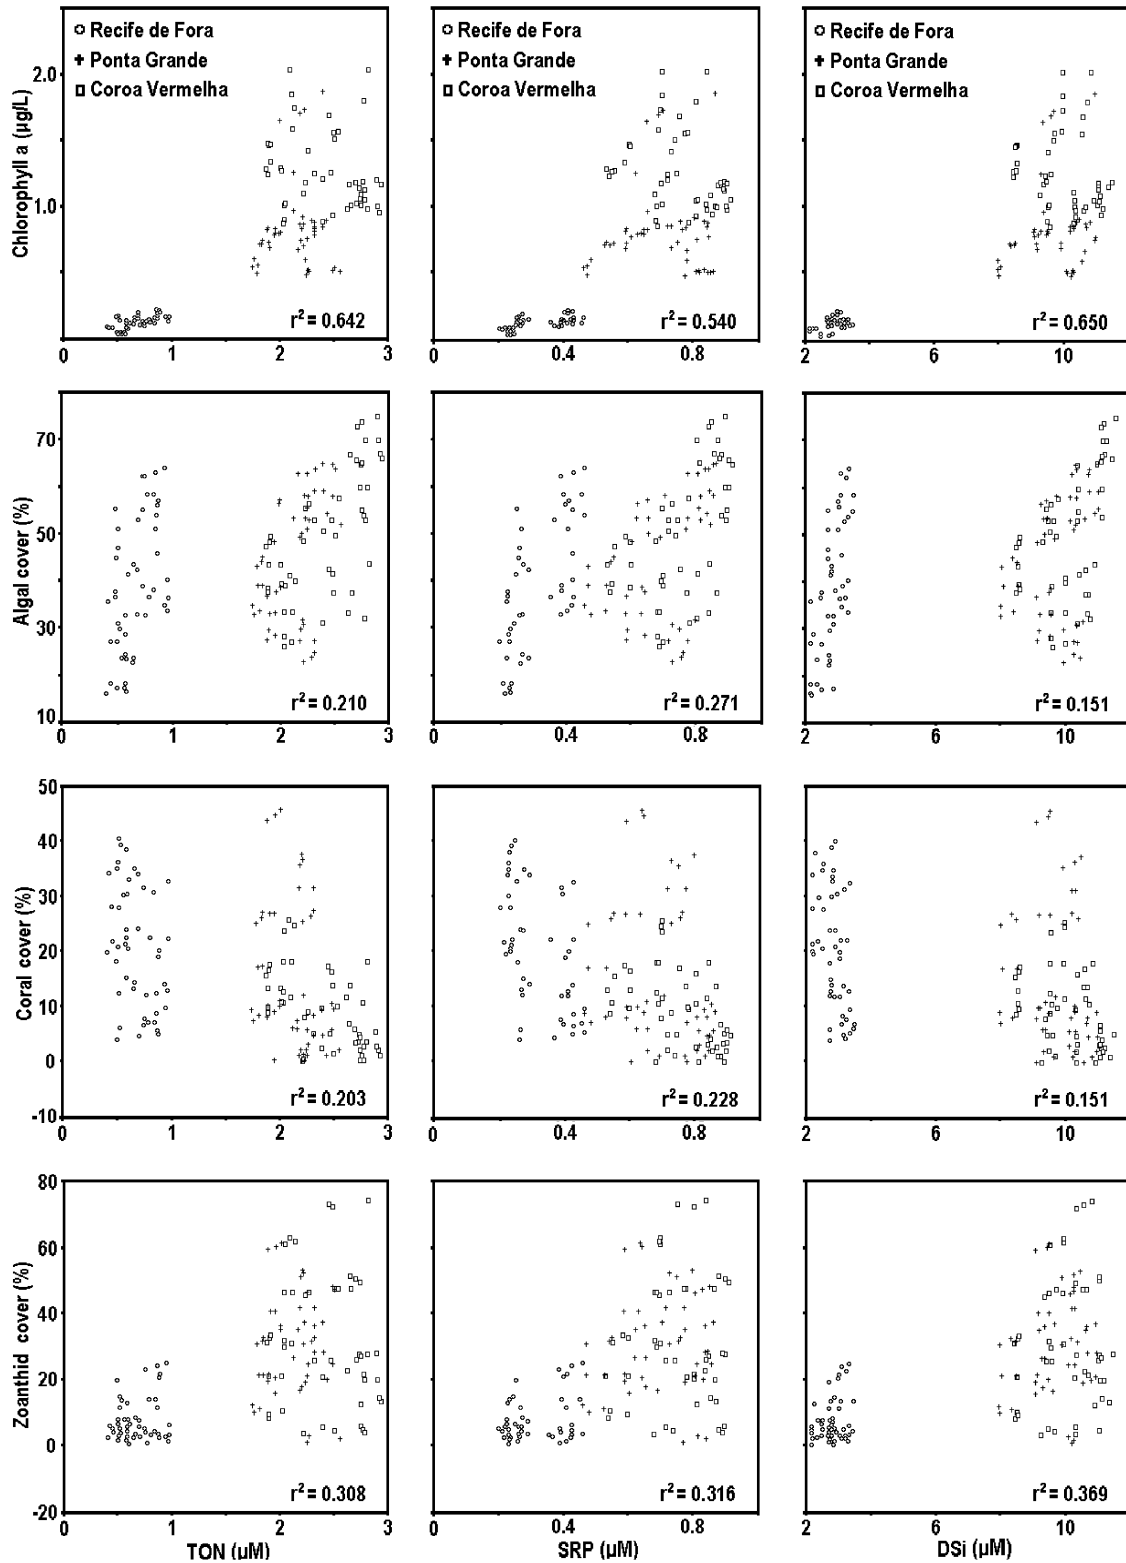 Recife de Fora
Ponta Grande
Coroa Vermelha
Recife de Fora
Ponta Grande
Coroa Vermelha
Recife de Fora
Ponta Grande
Coroa Vermelha
Chlorophyll a (µg/L)
2.0
1.0
r² = 0.642
r² = 0.540
r² = 0.650
0 1 2 3
0 0.4 0.8
2 6 10
Algal cover (%)
70
50
30
10
r² = 0.210
r² = 0.271
r² = 0.151
0 1 2 3
0 0.4 0.8
2 6 10
Coral cover (%)
50
40
30
20
10
0
-10
r² = 0.203
r² = 0.228
r² = 0.151
0 1 2 3
0 0.4 0.8
2 6 10
Zoanthid cover (%)
80
60
40
20
0
-20
r² = 0.308
r² = 0.316
r² = 0.369
0 1 2 3
0 0.4 0.8
2 6 10
TON (µM)
SRP (µM)
DSi (µM)